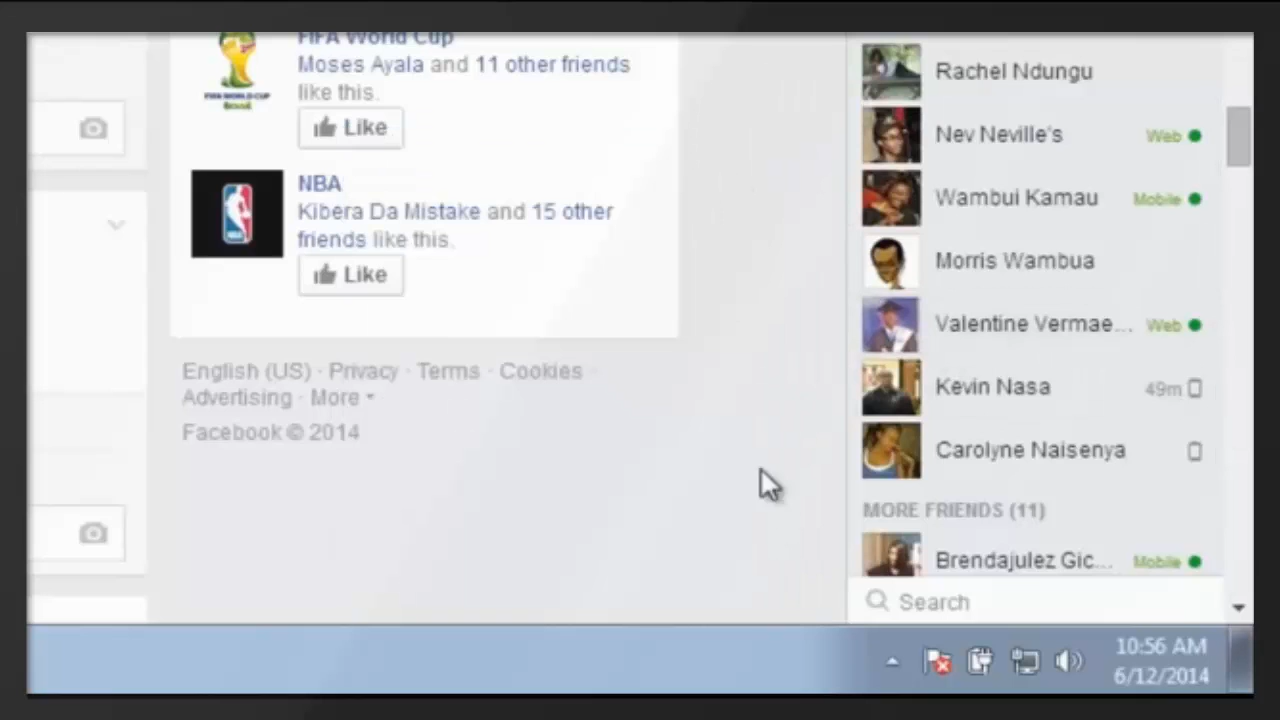 FIFA World Cup
Moses Ayala and 11 other friends
like this.
Like
NBA
Kibera Da Mistake and 15 other
friends like this.
Like
English (US) · Privacy · Terms · Cookies ·
Advertising · More
Facebook © 2014
Rachel Ndungu
Nev Neville's Web
Wambui Kamau Mobile
Morris Wambua
Valentine Vermae... Web
Kevin Nasa 49m
Carolyne Naisenya
MORE FRIENDS (11)
Brendajulez Gic... Mobile
Search
10:56 AM
6/12/2014